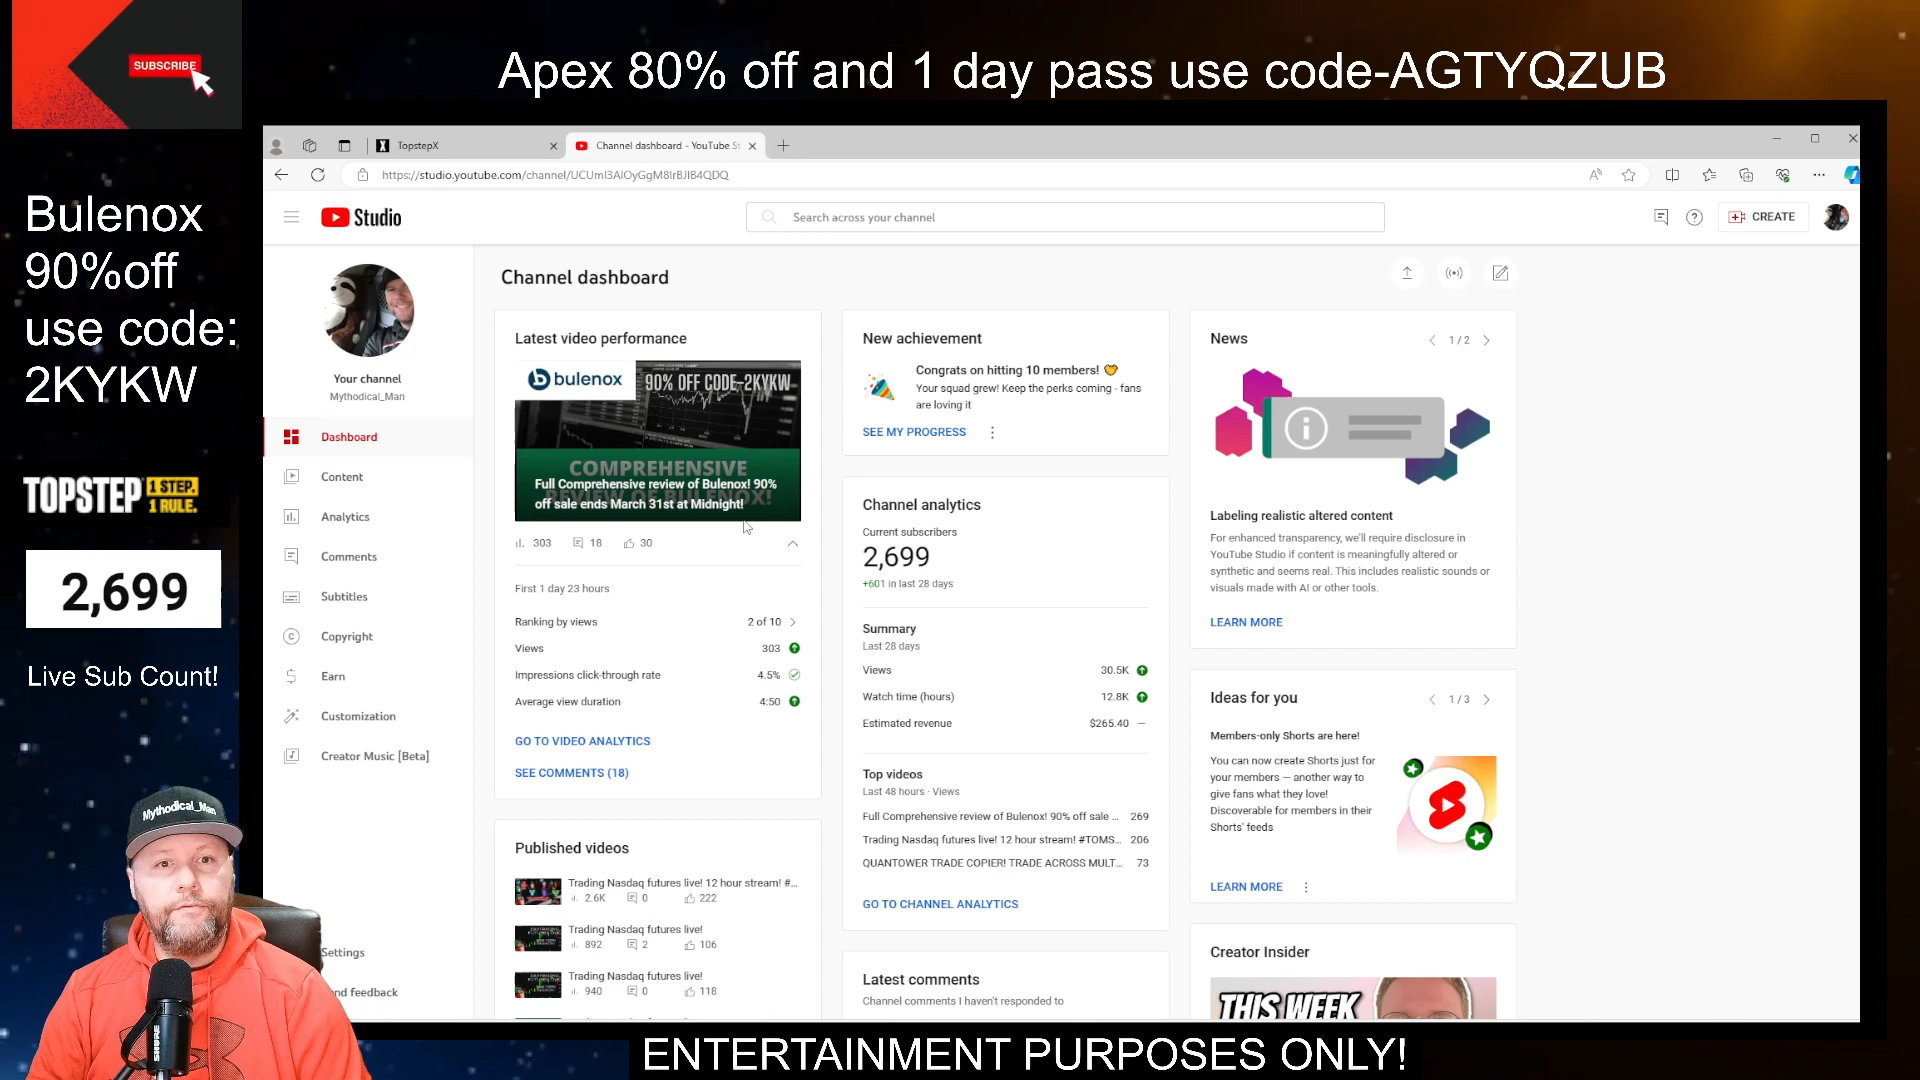 SUBSCRIBE
Apex 80% off and 1 day pass use code-AGTYQZUB
Bulenox
90%off
use code:
2KYKW
TOPSTEP 1 STEP. 1 RULE.
2,699
Live Sub Count!
TopstepX
Channel dashboard - YouTube St
https://studio.youtube.com/channel/UCUmI3AIOyGgM8IrBJIB4QDQ
Studio
Search across your channel
CREATE
Your channel
Mythodical_Man
Dashboard
Content
Analytics
Comments
Subtitles
Copyright
Earn
Customization
Creator Music [Beta]
Settings
nd feedback
Channel dashboard
Latest video performance
bulenox
90% OFF CODE-2KYKW
COMPREHENSIVE
REVIEW OF BULENOX!
Full Comprehensive review of Bulenox! 90%
off sale ends March 31st at Midnight!
303 18 30
First 1 day 23 hours
Ranking by views 2 of 10
Views 303
Impressions click-through rate 4.5%
Average view duration 4:50
GO TO VIDEO ANALYTICS
SEE COMMENTS (18)
Published videos
Trading Nasdaq futures live! 12 hour stream! #...
2.6K 0 222
Trading Nasdaq futures live!
892 2 106
Trading Nasdaq futures live!
940 0 118
New achievement
Congrats on hitting 10 members!
Your squad grew! Keep the perks coming - fans
are loving it
SEE MY PROGRESS
Channel analytics
Current subscribers
2,699
+601 in last 28 days
Summary
Last 28 days
Views 30.5K
Watch time (hours) 12.8K
Estimated revenue $265.40 —
Top videos
Last 48 hours · Views
Full Comprehensive review of Bulenox! 90% off sale ... 269
Trading Nasdaq futures live! 12 hour stream! #TOMS... 206
QUANTOWER TRADE COPIER! TRADE ACROSS MULT... 73
GO TO CHANNEL ANALYTICS
Latest comments
Channel comments I haven't responded to
News
1 / 2
Labeling realistic altered content
For enhanced transparency, we'll require disclosure in
YouTube Studio if content is meaningfully altered or
synthetic and seems real. This includes realistic sounds or
visuals made with AI or other tools.
LEARN MORE
Ideas for you
1 / 3
Members-only Shorts are here!
You can now create Shorts just for
your members — another way to
give fans what they love!
Discoverable for members in their
Shorts' feeds
LEARN MORE
Creator Insider
THIS WEEK
Mythodical_Man
SHURE
ENTERTAINMENT PURPOSES ONLY!